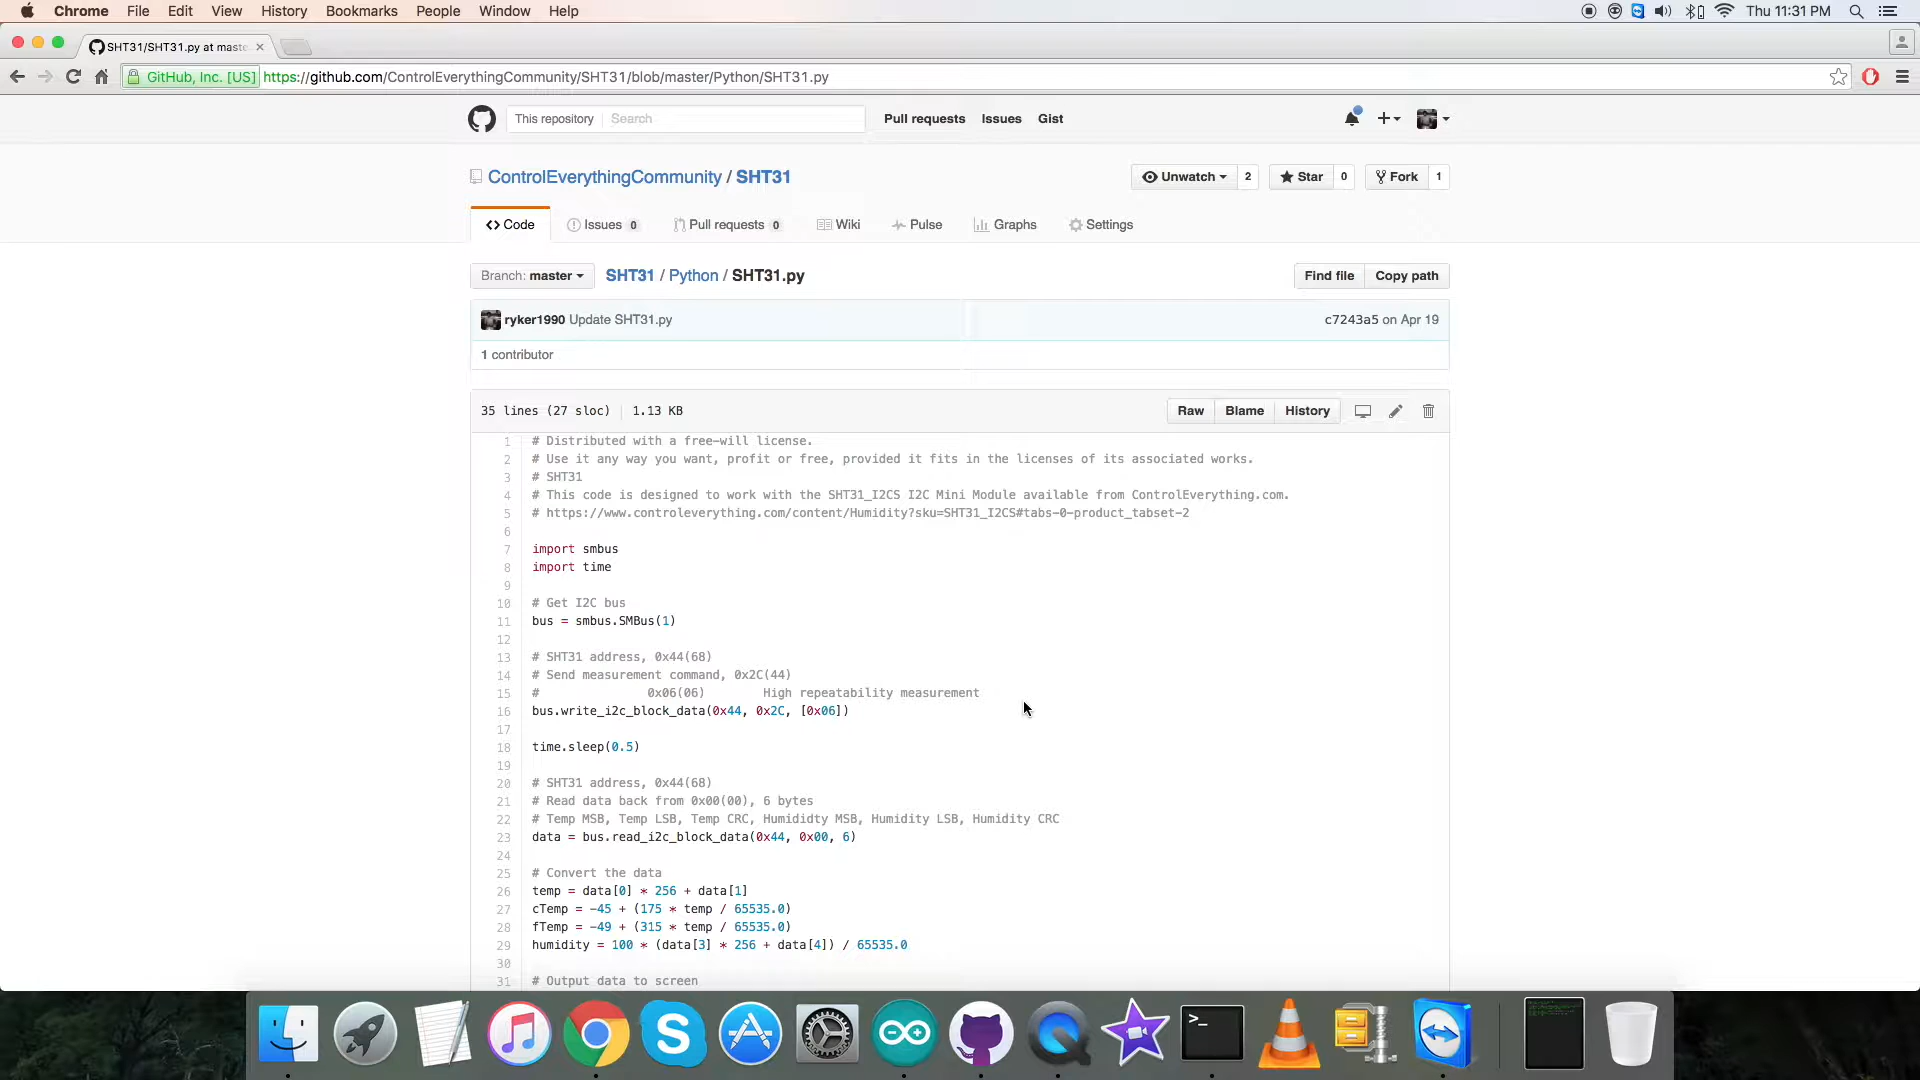 Chrome File Edit View History Bookmarks People Window Help Thu 11:31 PM
SHT31/SHT31.py at maste
GitHub, Inc. [US] https://github.com/ControlEverythingCommunity/SHT31/blob/master/Python/SHT31.py
This repository Search Pull requests Issues Gist
ControlEverythingCommunity / SHT31 Unwatch 2 Star 0 Fork 1
Code Issues 0 Pull requests 0 Wiki Pulse Graphs Settings
Branch: master SHT31 / Python / SHT31.py Find file Copy path
ryker1990 Update SHT31.py c7243a5 on Apr 19
1 contributor
35 lines (27 sloc) 1.13 KB Raw Blame History
1 # Distributed with a free-will license.
2 # Use it any way you want, profit or free, provided it fits in the licenses of its associated works.
3 # SHT31
4 # This code is designed to work with the SHT31_I2CS I2C Mini Module available from ControlEverything.com.
5 # https://www.controleverything.com/content/Humidity?sku=SHT31_I2CS#tabs-0-product_tabset-2
6
7 import smbus
8 import time
9
10 # Get I2C bus
11 bus = smbus.SMBus(1)
12
13 # SHT31 address, 0x44(68)
14 # Send measurement command, 0x2C(44)
15 # 0x06(06) High repeatability measurement
16 bus.write_i2c_block_data(0x44, 0x2C, [0x06])
17
18 time.sleep(0.5)
19
20 # SHT31 address, 0x44(68)
21 # Read data back from 0x00(00), 6 bytes
22 # Temp MSB, Temp LSB, Temp CRC, Humididty MSB, Humidity LSB, Humidity CRC
23 data = bus.read_i2c_block_data(0x44, 0x00, 6)
24
25 # Convert the data
26 temp = data[0] * 256 + data[1]
27 cTemp = -45 + (175 * temp / 65535.0)
28 fTemp = -49 + (315 * temp / 65535.0)
29 humidity = 100 * (data[3] * 256 + data[4]) / 65535.0
30
31 # Output data to screen